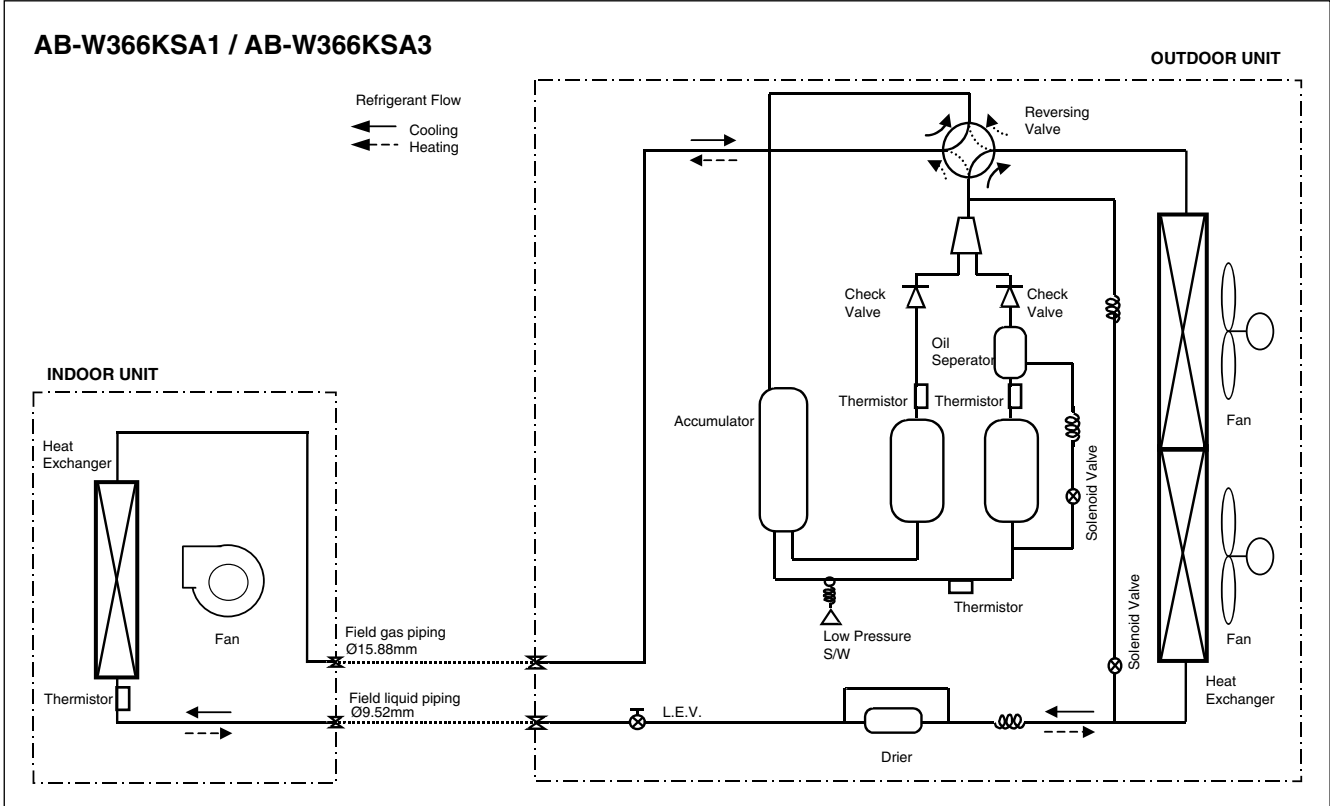 AB-W366KSA1 / AB-W366KSA3
OUTDOOR UNIT
Refrigerant Flow
Cooling
Heating
Reversing
Valve
Check
Valve
Check
Valve
Oil
Seperator
INDOOR UNIT
Thermistor
Thermistor
Accumulator
Fan
Heat
Exchanger
Solenoid Valve
Thermistor
Low Pressure
S/W
Solenoid Valve
Fan
Fan
Field gas piping
Ø15.88mm
Heat
Exchanger
Thermistor
Field liquid piping
Ø9.52mm
L.E.V.
Drier